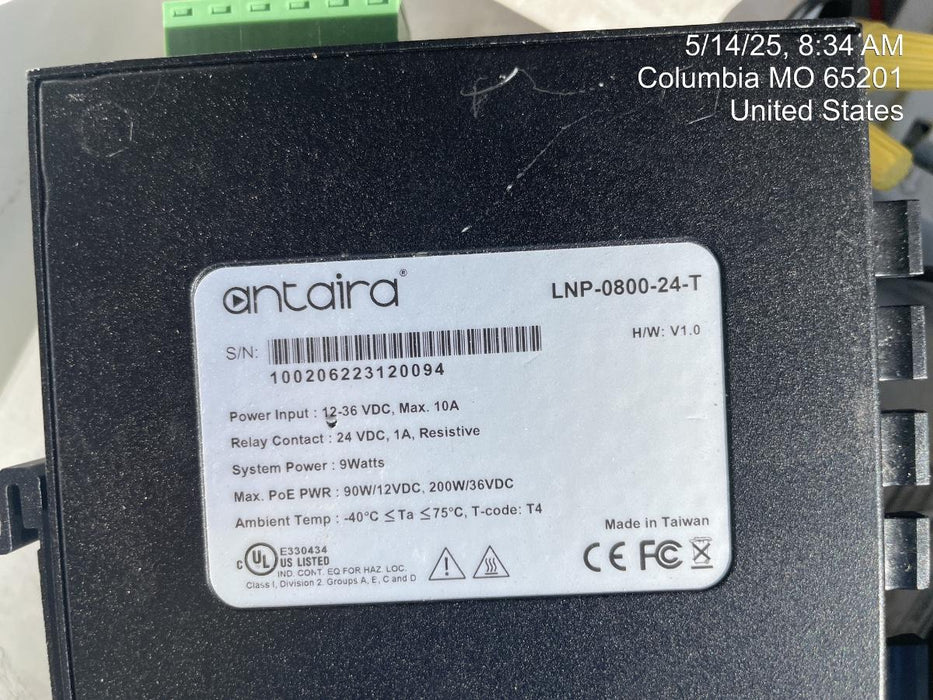 5/14/25, 8:34 AM
Columbia MO 65201
United States
antaira®
LNP-0800-24-T
H/W: V1.0
S/N:
100206223120094
Power Input : 12-36 VDC, Max. 10A
Relay Contact : 24 VDC, 1A, Resistive
System Power : 9Watts
Max. PoE PWR : 90W/12VDC, 200W/36VDC
Ambient Temp : -40°C ≤Ta ≤75°C, T-code: T4
Made in Taiwan
C UL US LISTED
E330434
IND. CONT. EQ FOR HAZ. LOC.
Class I, Division 2. Groups A, B, C and D
CE FC